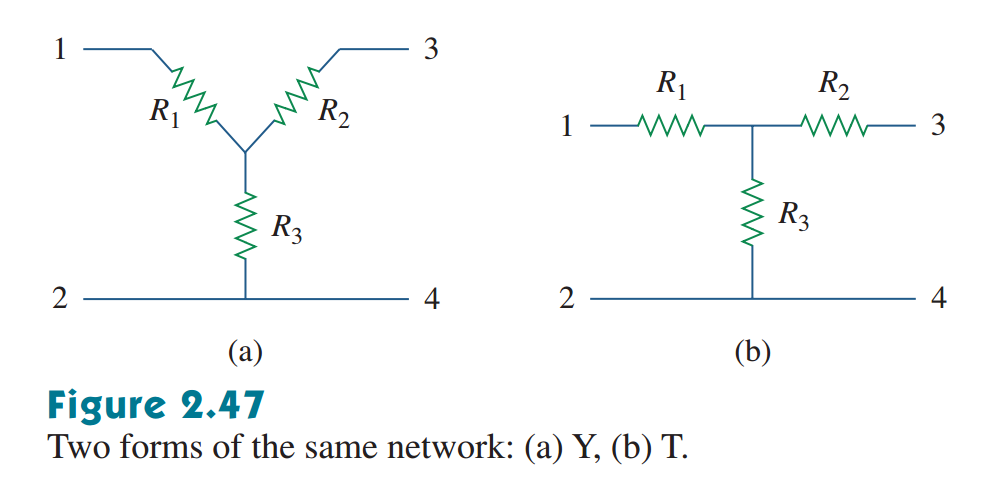 1
3
R1
R2
R3
2
4
(a)
R1
R2
1
3
R3
2
4
(b)
Figure 2.47
Two forms of the same network: (a) Y, (b) T.